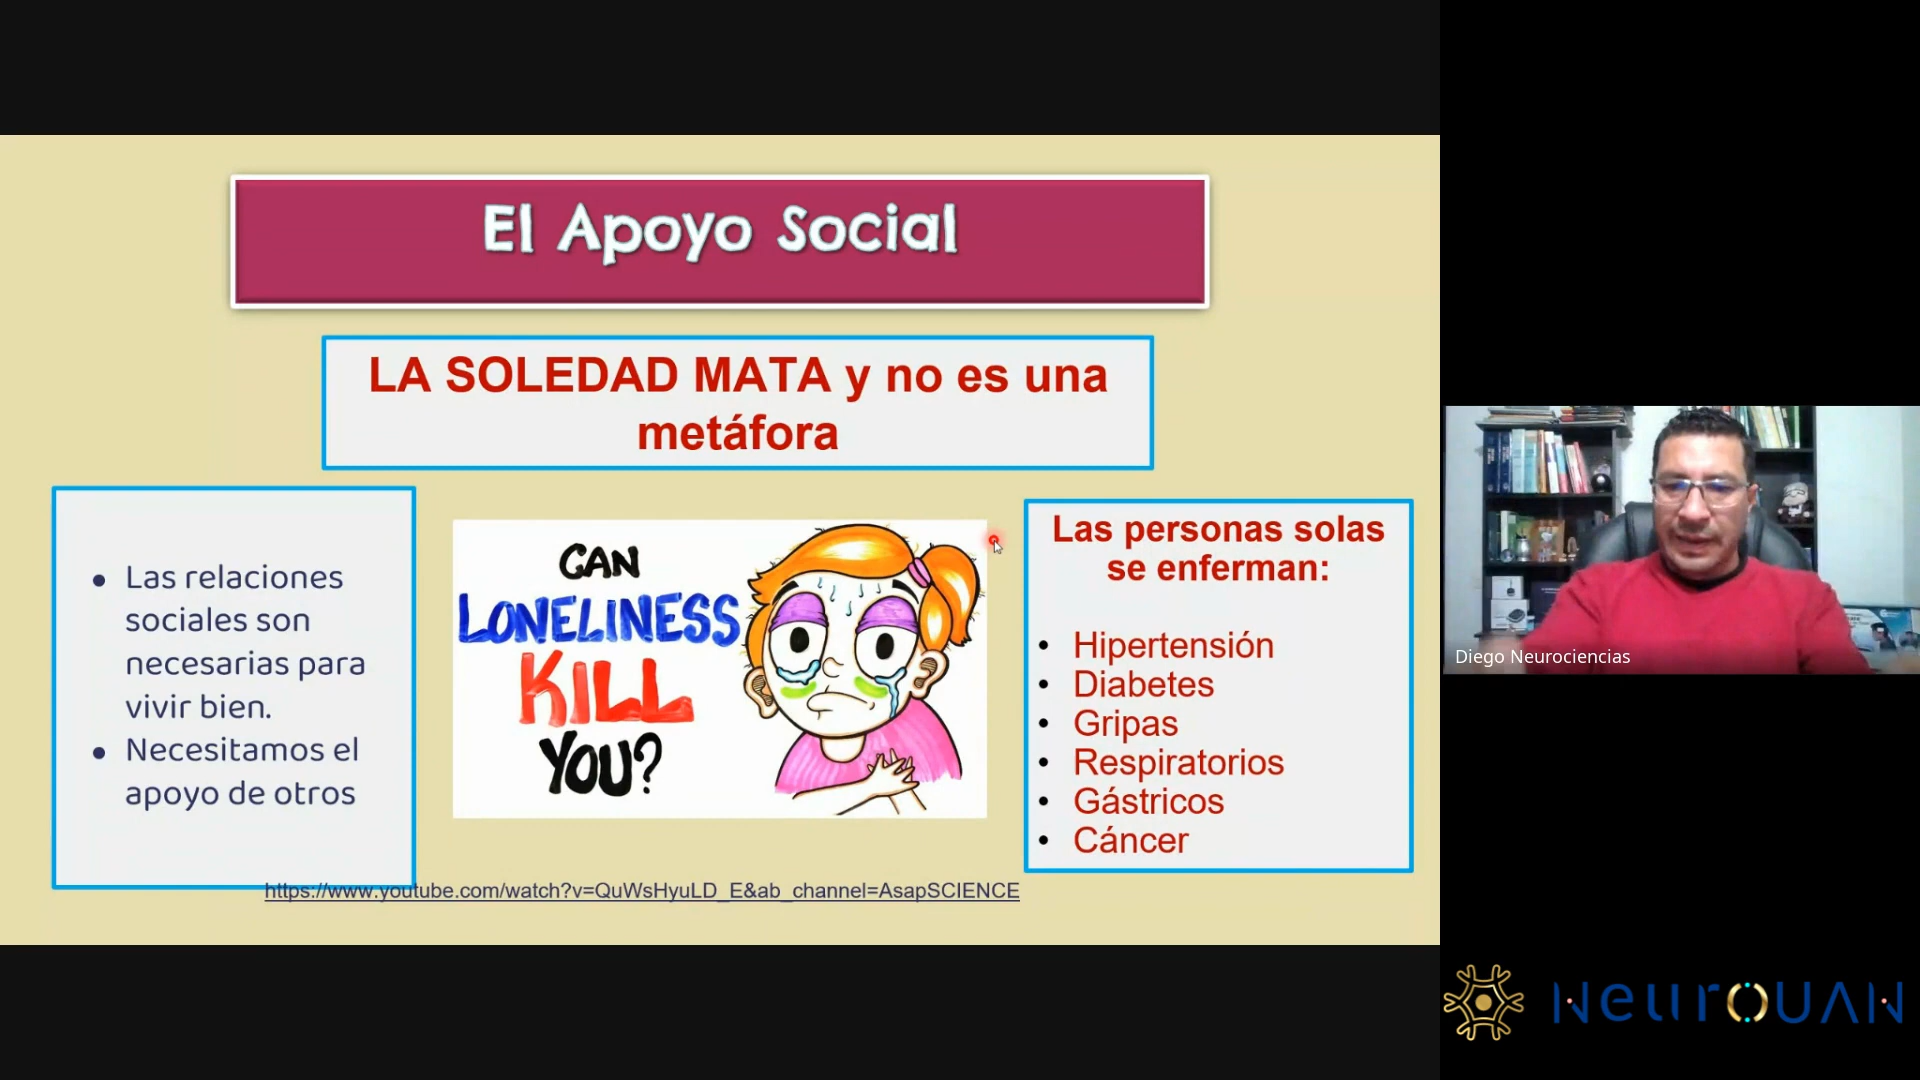 El Apoyo Social
LA SOLEDAD MATA y no es una
metáfora
Las relaciones
sociales son
necesarias para
vivir bien.
Necesitamos el
apoyo de otros
CAN
LONELINESS
KILL
YOU?
Las personas solas
se enferman:
Hipertensión
Diabetes
Gripas
Respiratorios
Gástricos
Cáncer
https://www.youtube.com/watch?v=QuWsHyuLD_E&ab_channel=AsapSCIENCE
Diego Neurociencias
NeurOUAN